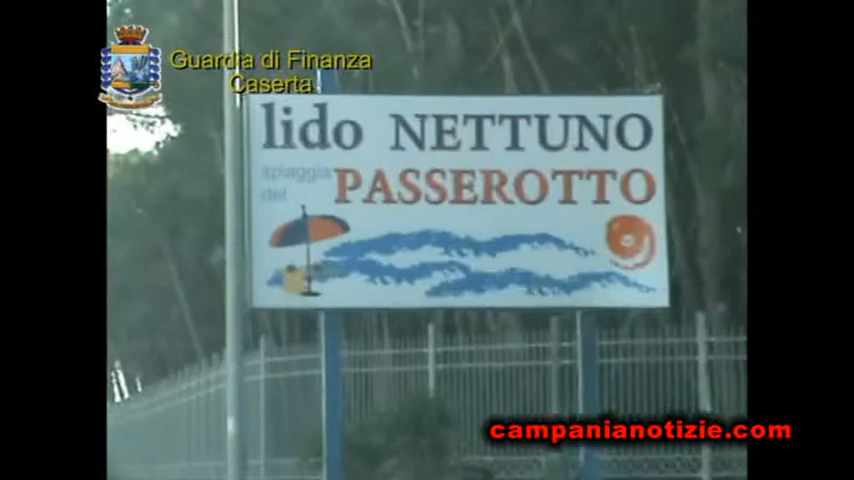 Guardia di Finanza
Caserta
lido NETTUNO
spiaggia
del PASSEROTTO
campanianotizie.com